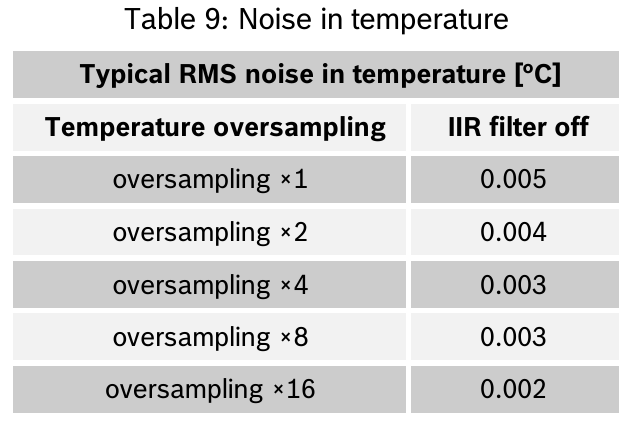 Table 9: Noise in temperature
Typical RMS noise in temperature [°C]
Temperature oversampling IIR filter off
oversampling ×1 0.005
oversampling ×2 0.004
oversampling ×4 0.003
oversampling ×8 0.003
oversampling ×16 0.002